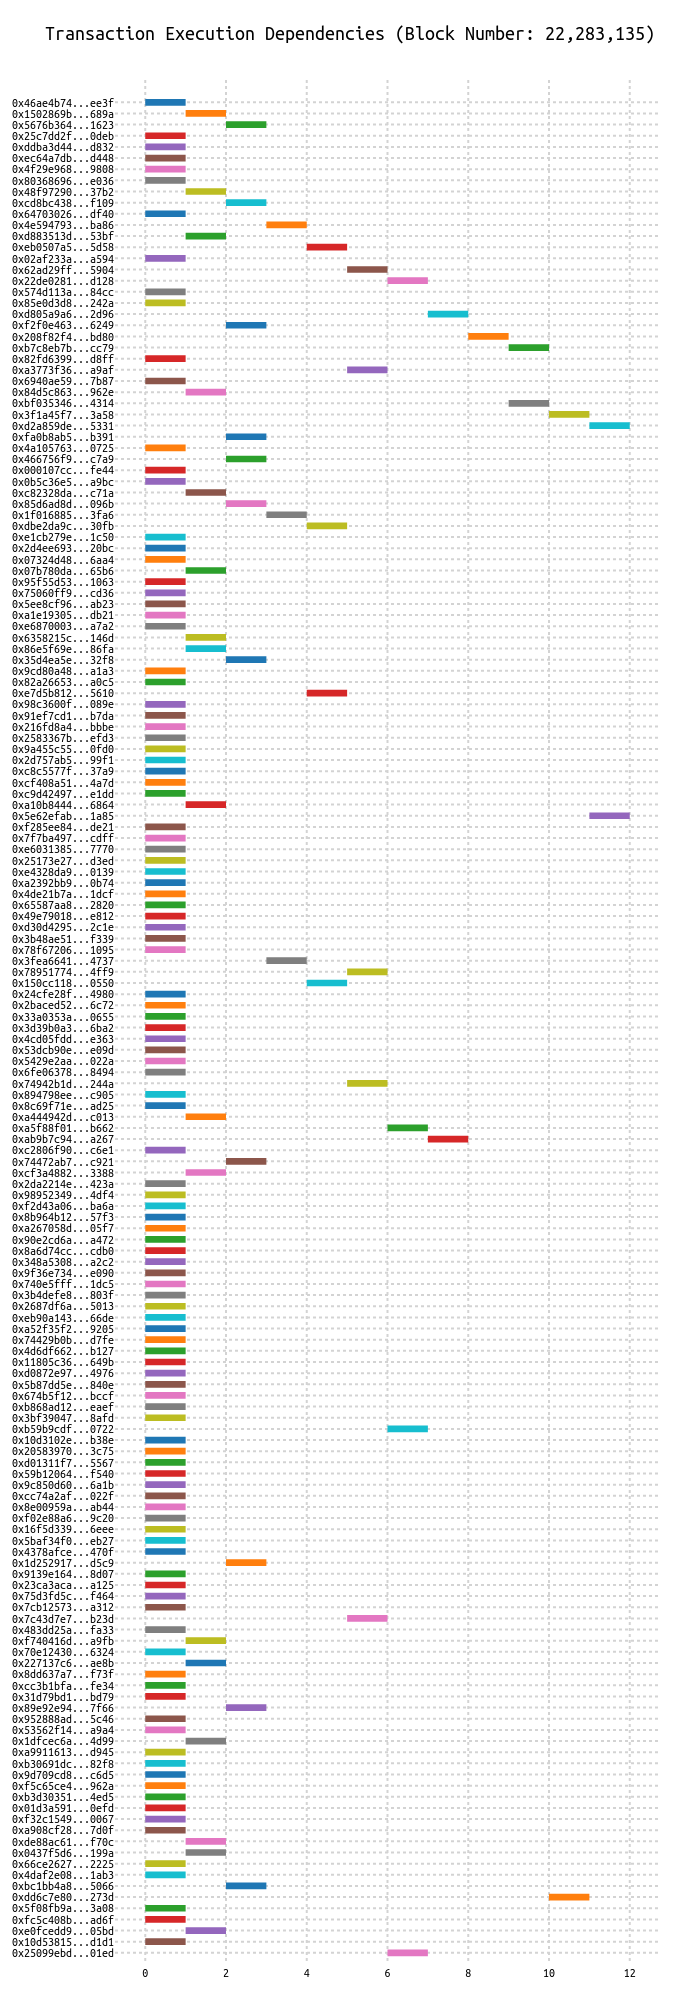 Transaction Execution Dependencies (Block Number: 22,283,135)
0x46ae4b74...ee3f
0x1502869b...689a
0x5676b364...1623
0x25c7dd2f...0deb
0xddba3d44...d832
0xec64a7db...d448
0x4f29e968...9808
0x80368696...e036
0x48f97290...37b2
0xcd8bc438...f109
0x64703026...df40
0x4e594793...ba86
0xd883513d...53bf
0xeb0507a5...5d58
0x02af233a...a594
0x62ad29ff...5904
0x22de0281...d128
0x574d113a...84cc
0x85e0d3d8...242a
0xd805a9a6...2d96
0xf2f0e463...6249
0x208f82f4...bd80
0xb7c8eb7b...cc79
0x82fd6399...d8ff
0xa3773f36...a9af
0x6940ae59...7b87
0x84d5c863...962e
0xbf035346...4314
0x3f1a45f7...3a58
0xd2a859de...5331
0xfa0b8ab5...b391
0x4a105763...0725
0x466756f9...c7a9
0x000107cc...fe44
0x0b5c36e5...a9bc
0xc82328da...c71a
0x85d6ad8d...096b
0x1f016885...3fa6
0xdbe2da9c...30fb
0xe1cb279e...1c50
0x2d4ee693...20bc
0x07324d48...6aa4
0x07b780da...65b6
0x95f55d53...1063
0x75060ff9...cd36
0x5ee8cf96...ab23
0xa1e19305...db21
0xe6870003...a7a2
0x6358215c...146d
0x86e5f69e...86fa
0x35d4ea5e...32f8
0x9cd80a48...a1a3
0x82a26653...a0c5
0xe7d5b812...5610
0x98c3600f...089e
0x91ef7cd1...b7da
0x216fd8a4...bbbe
0x2583367b...efd3
0x9a455c55...0fd0
0x2d757ab5...99f1
0xc8c5577f...37a9
0xcf408a51...4a7d
0xc9d42497...e1dd
0xa10b8444...6864
0x5e62efab...1a85
0xf285ee84...de21
0x7f7ba497...cdff
0xe6031385...7770
0x25173e27...d3ed
0xe4328da9...0139
0xa2392bb9...0b74
0x4de21b7a...1dcf
0x65587aa8...2820
0x49e79018...e812
0xd30d4295...2c1e
0x3b48ae51...f339
0x78f67206...1095
0x3fea6641...4737
0x78951774...4ff9
0x150cc118...0550
0x24cfe28f...4980
0x2baced52...6c72
0x33a0353a...0655
0x3d39b0a3...6ba2
0x4cd05fdd...e363
0x53dcb90e...e09d
0x5429e2aa...022a
0x6fe06378...8494
0x74942b1d...244a
0x894798ee...c905
0x8c69f71e...ad25
0xa444942d...c013
0xa5f88f01...b662
0xab9b7c94...a267
0xc2806f90...c6e1
0x74472ab7...c921
0xcf3a4882...3388
0x2da2214e...423a
0x98952349...4df4
0xf2d43a06...ba6a
0x8b964b12...57f3
0xa267058d...05f7
0x90e2cd6a...a472
0x8a6d74cc...cdb0
0x348a5308...a2c2
0x9f36e734...e090
0x740e5fff...1dc5
0x3b4defe8...803f
0x2687df6a...5013
0xeb90a143...66de
0xa52f35f2...9205
0x74429b0b...d7fe
0x4d6df662...b127
0x11805c36...649b
0xd0872e97...4976
0x5b87dd5e...840e
0x674b5f12...bccf
0xb868ad12...eaef
0x3bf39047...8afd
0xb59b9cdf...0722
0x10d3102e...b38e
0x20583970...3c75
0xd01311f7...5567
0x59b12064...f540
0x9c850d60...6a1b
0xcc74a2af...022f
0x8e00959a...ab44
0xf02e88a6...9c20
0x16f5d339...6eee
0x5baf34f0...eb27
0x4378afce...470f
0x1d252917...d5c9
0x9139e164...8d07
0x23ca3aca...a125
0x75d3fd5c...f464
0x7cb12573...a312
0x7c43d7e7...b23d
0x483dd25a...fa33
0xf740416d...a9fb
0x70e12430...6324
0x227137c6...ae8b
0x8dd637a7...f73f
0xcc3b1bfa...fe34
0x31d79bd1...bd79
0x89e92e94...7f66
0x952888ad...5c46
0x53562f14...a9a4
0x1dfcec6a...4d99
0xa9911613...d945
0xb30691dc...82f8
0x9d709cd8...c6d5
0xf5c65ce4...962a
0xb3d30351...4ed5
0x01d3a591...0efd
0xf32c1549...0067
0xa908cf28...7d0f
0xde88ac61...f70c
0x0437f5d6...199a
0x66ce2627...2225
0x4daf2e08...1ab3
0xbc1bb4a8...5066
0xdd6c7e80...273d
0x5f08fb9a...3a08
0xfc5c408b...ad6f
0xe0fcedd9...05bd
0x10d53815...d1d1
0x25099ebd...01ed
0 2 4 6 8 10 12